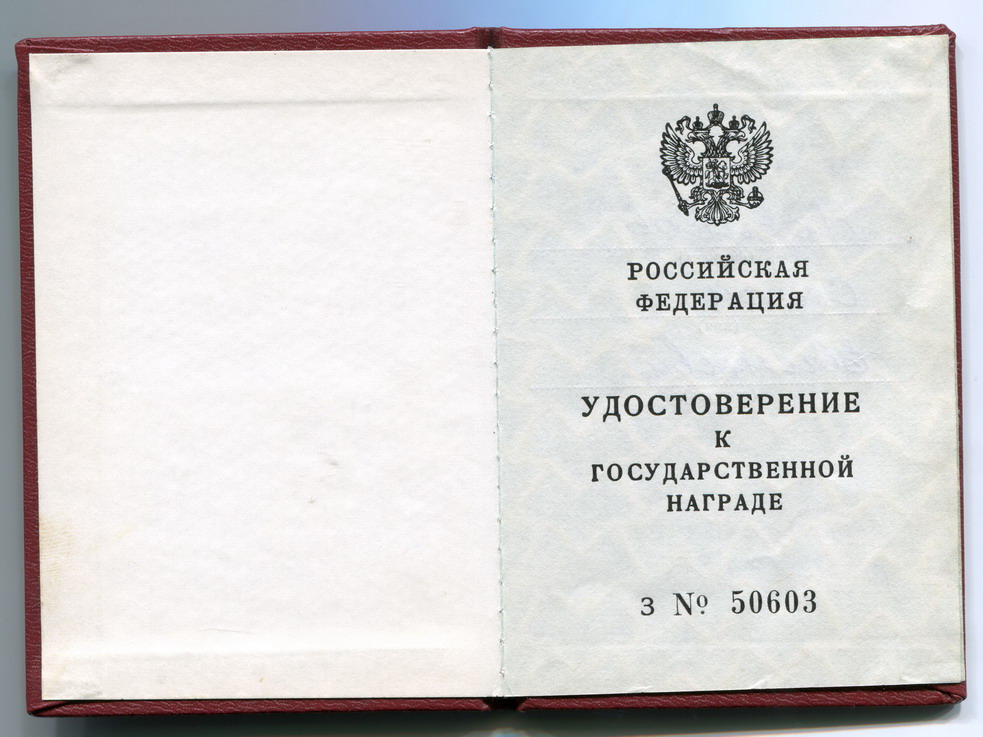 РОССИЙСКАЯ
ФЕДЕРАЦИЯ
УДОСТОВЕРЕНИЕ
К
ГОСУДАРСТВЕННОЙ
НАГРАДЕ
З № 50603